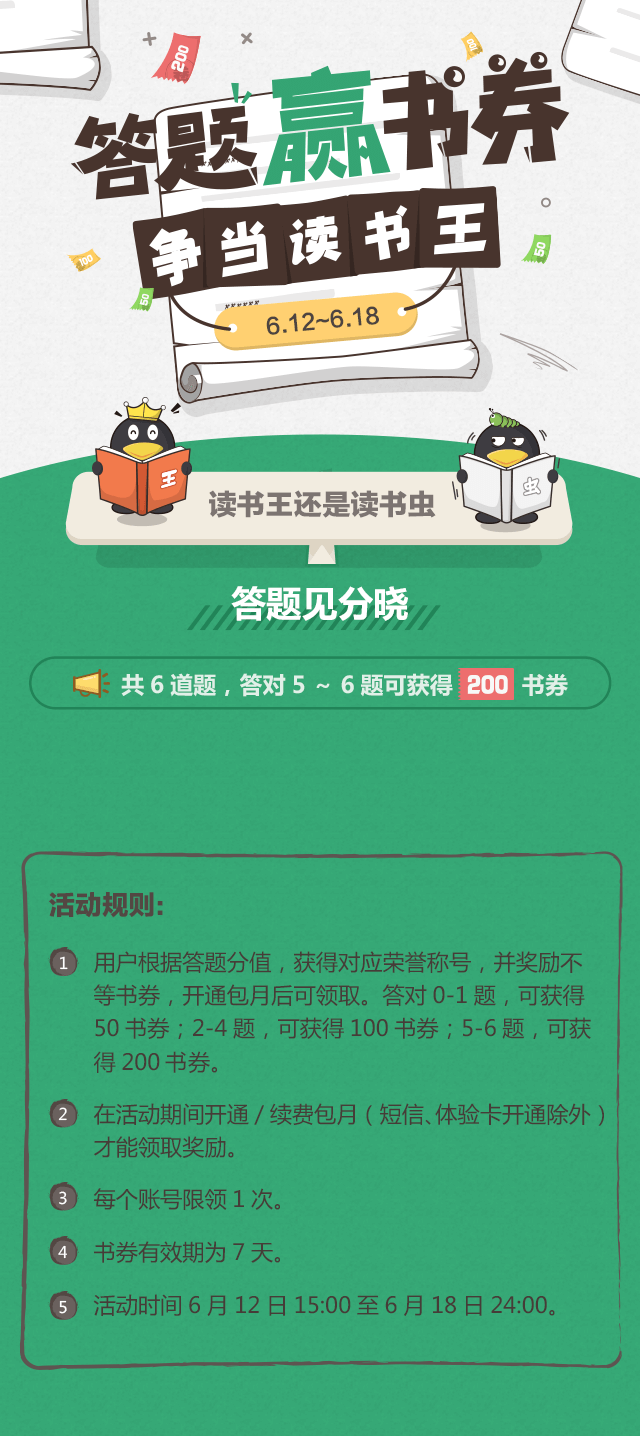 200
200
答题赢书券
争当读书王
100
50
50
6.12~6.18
王
虫
读书王还是读书虫
答题见分晓
共 6 道题，答对 5 ～ 6 题可获得 200 书券
活动规则:
1 用户根据答题分值，获得对应荣誉称号，并奖励不
等书券，开通包月后可领取。答对 0-1 题，可获得
50 书券；2-4 题，可获得 100 书券；5-6 题，可获
得 200 书券。
2 在活动期间开通 / 续费包月（短信、体验卡开通除外）
才能领取奖励。
3 每个账号限领 1 次。
4 书券有效期为 7 天。
5 活动时间 6 月 12 日 15:00 至 6 月 18 日 24:00。